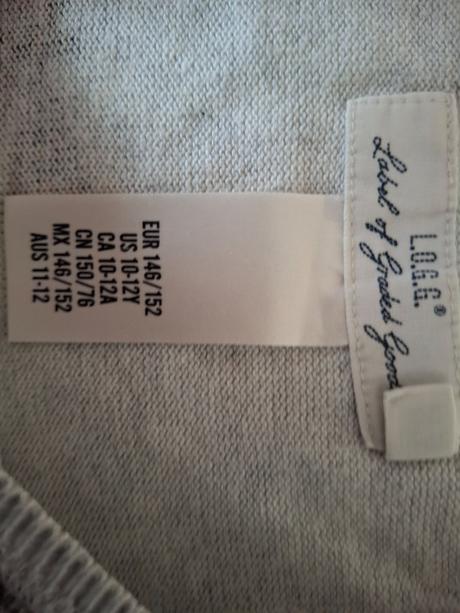 L.O.G.G.®
Label of Graded Goods
EUR 146/152
US 10-12Y
CA 10-12A
CN 150/76
MX 146/152
AUS 11-12